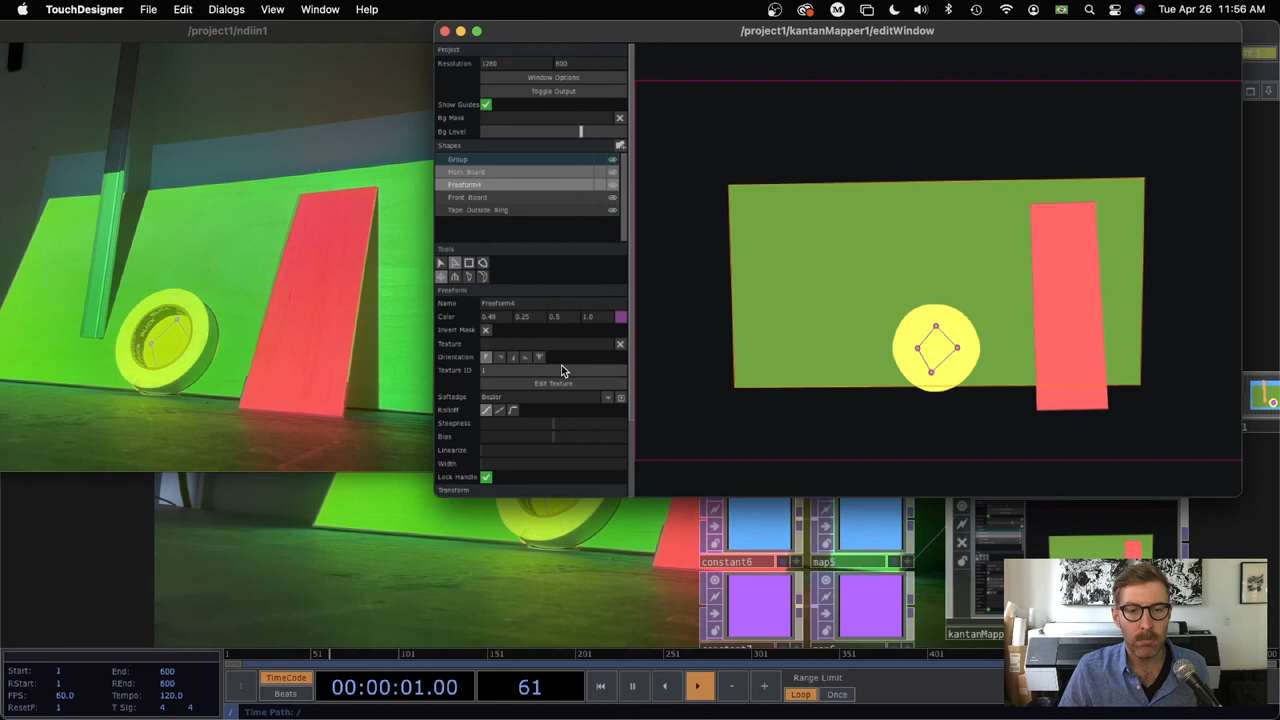 TouchDesigner File Edit Dialogs View Window Help Tue Apr 26 11:56 AM
/project1/ndiin1
/project1/kantanMapper1/editWindow
Project
Resolution 1280 800
Window Options
Toggle Output
Show Guides
Bg Mask
Bg Level
Shapes
Group
Main Board
Freeform4
Front Board
Tape Outside Ring
Tools
Freeform
Name Freeform4
Color 0.48 0.25 0.5 1.0
Invert Mask
Texture
Orientation
Texture ID 1
Edit Texture
Softedge Bezier
Rolloff
Steepness
Bias
Linearize
Width
Lock Handle
Transform
constant6 map5
kantanMapp
1 51 101 151 251 301 351 401
RStart: 1 REnd: 600
Start: 1 End: 600
FPS: 60.0 Tempo: 120.0
ResetF: 1 T Sig: 4 4
TimeCode
Beats
00:00:01.00
61
Range Limit
Loop Once
/ Time Path: /